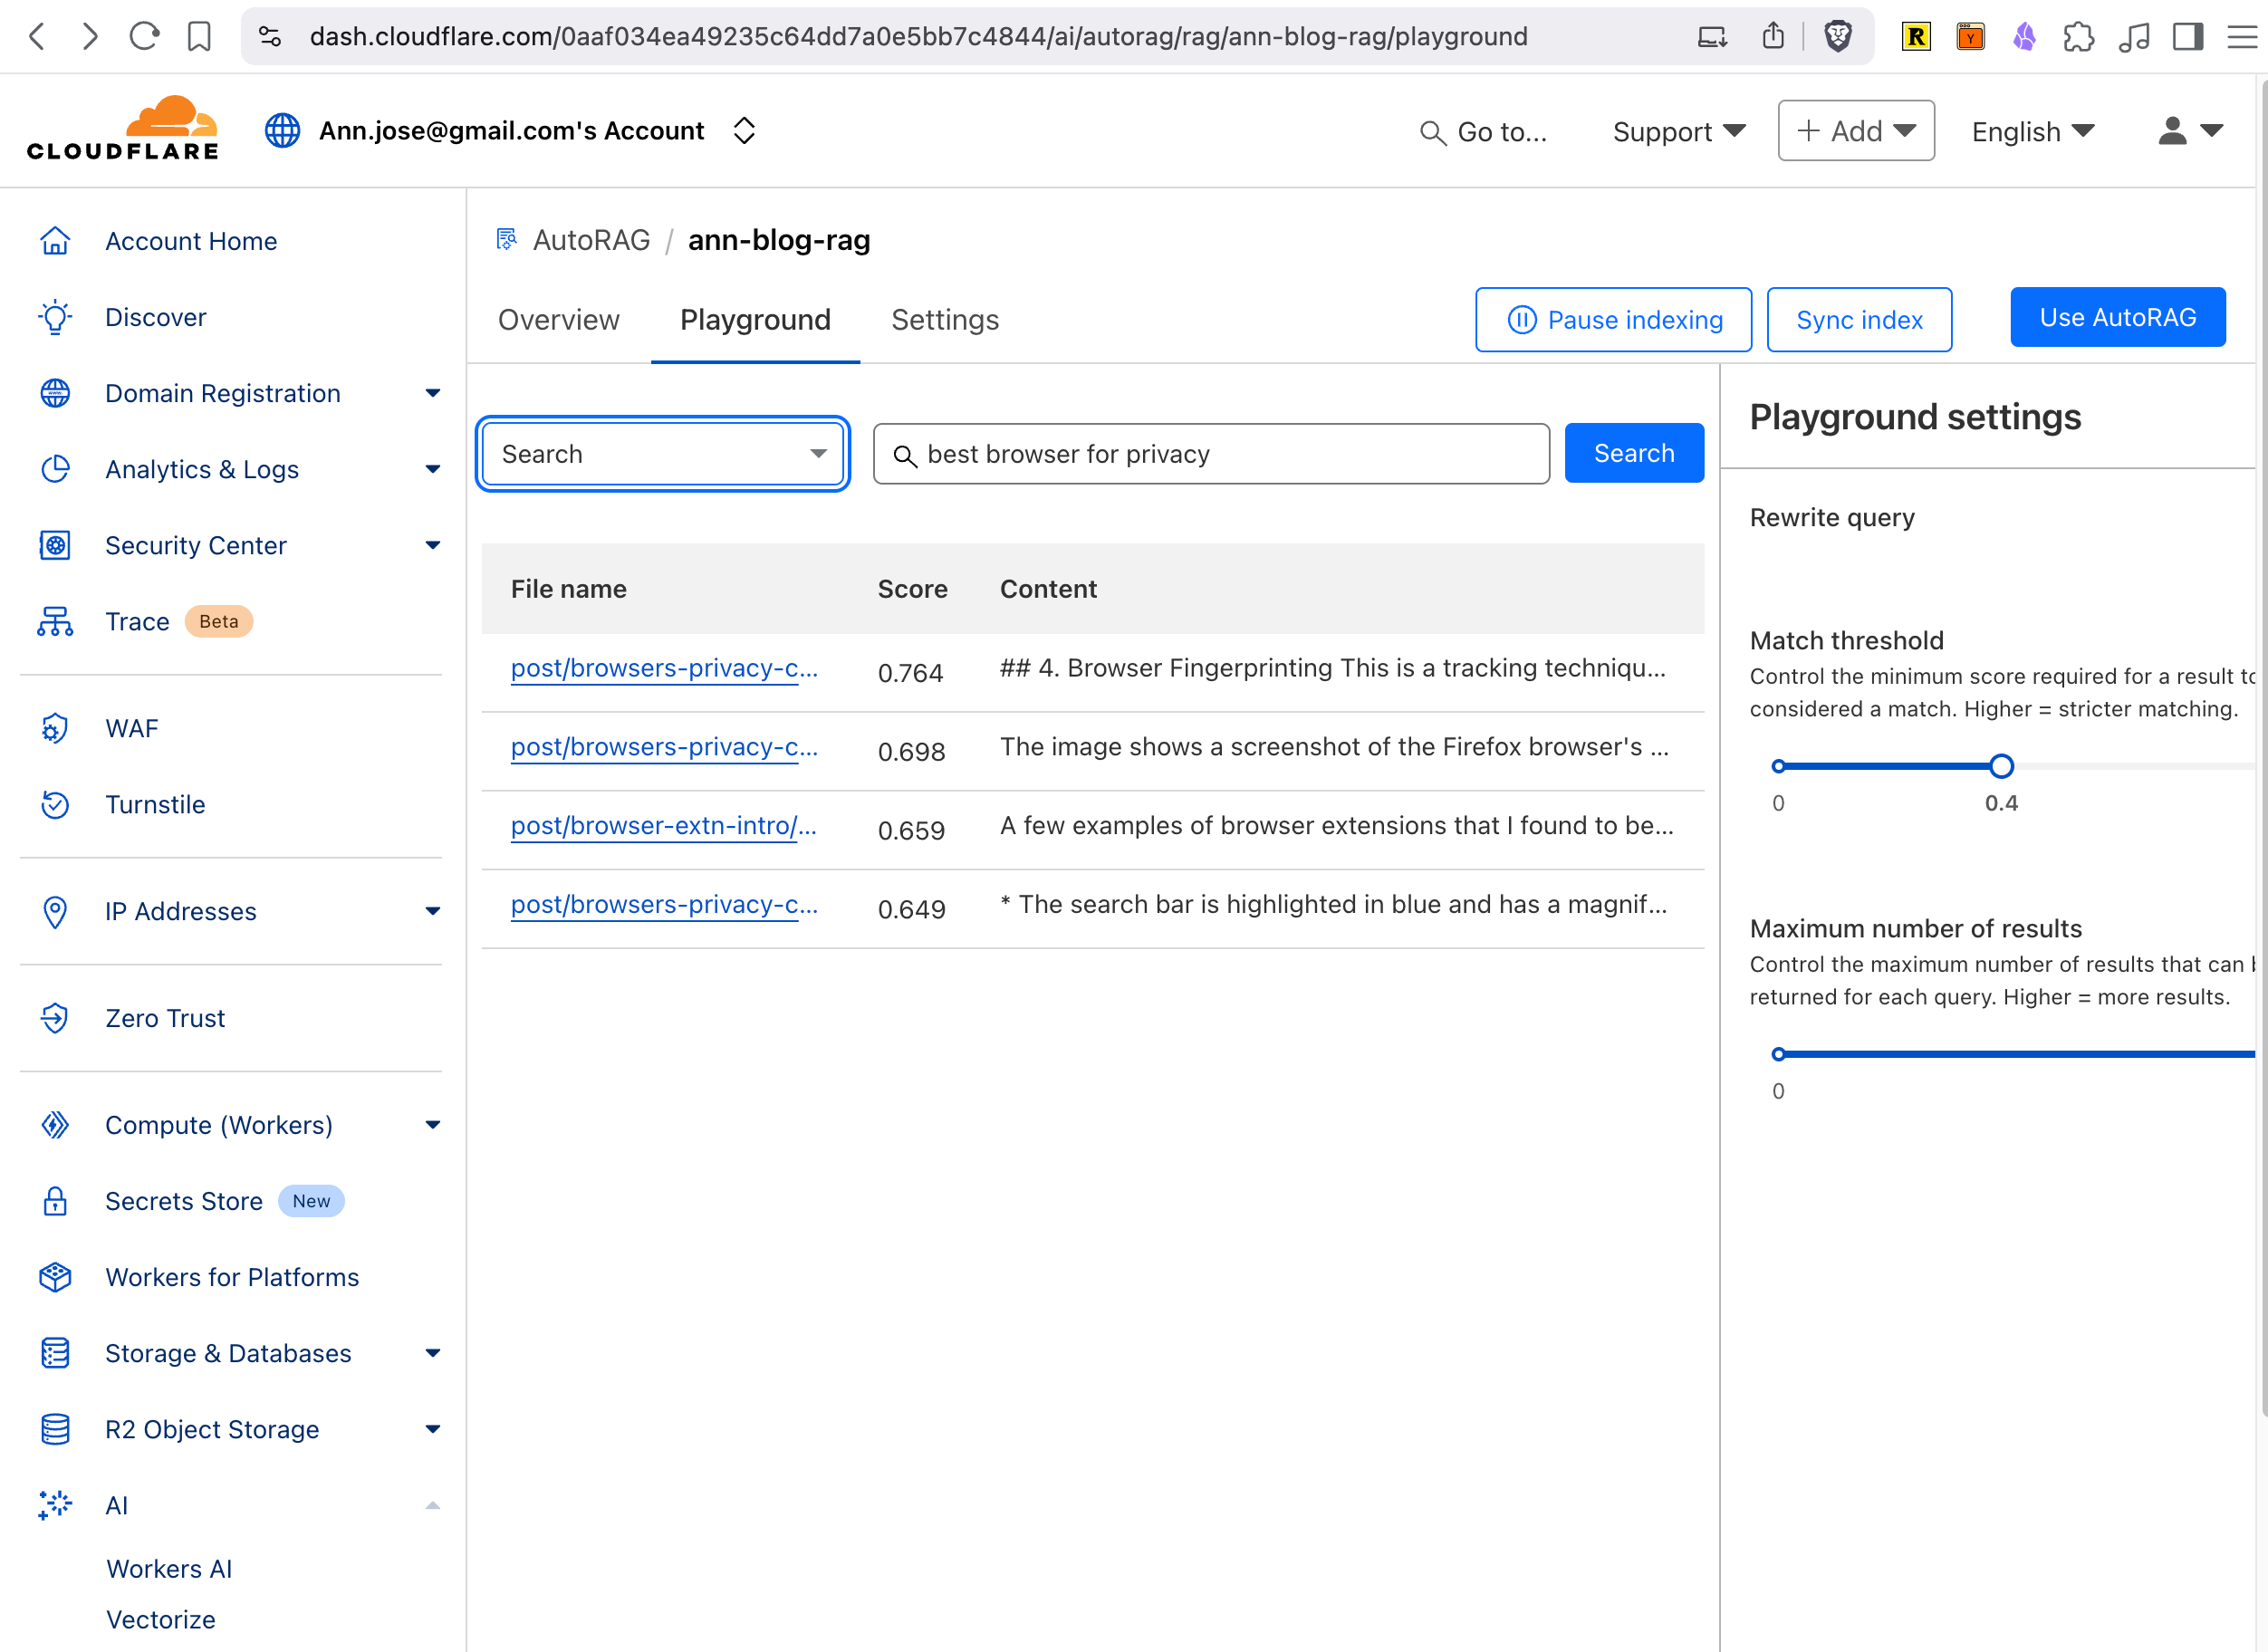 dash.cloudflare.com/0aaf034ea49235c64dd7a0e5bb7c4844/ai/autorag/rag/ann-blog-rag/playground
R
Y
CLOUDFLARE
Ann.jose@gmail.com's Account
Go to...
Support
+ Add
English
Account Home
Discover
Domain Registration
Analytics & Logs
Security Center
Trace Beta
WAF
Turnstile
IP Addresses
Zero Trust
Compute (Workers)
Secrets Store New
Workers for Platforms
Storage & Databases
R2 Object Storage
AI
Workers AI
Vectorize
AutoRAG / ann-blog-rag
Overview
Playground
Settings
Pause indexing
Sync index
Use AutoRAG
Search
best browser for privacy
Search
File name Score Content
post/browsers-privacy-c... 0.764 ## 4. Browser Fingerprinting This is a tracking techniqu...
post/browsers-privacy-c... 0.698 The image shows a screenshot of the Firefox browser's ...
post/browser-extn-intro/... 0.659 A few examples of browser extensions that I found to be...
post/browsers-privacy-c... 0.649 * The search bar is highlighted in blue and has a magnif...
Playground settings
Rewrite query
Match threshold
Control the minimum score required for a result to
considered a match. Higher = stricter matching.
0 0.4
Maximum number of results
Control the maximum number of results that can
returned for each query. Higher = more results.
0